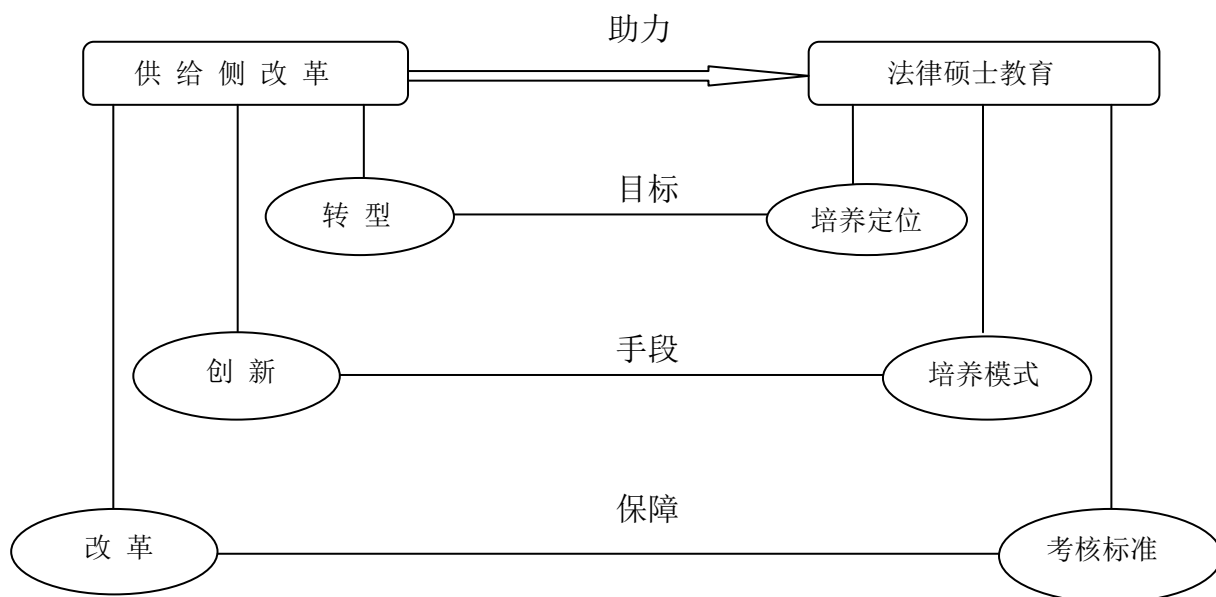 助力
供给侧改革
法律硕士教育
目标
转型
培养定位
手段
创新
培养模式
保障
改革
考核标准